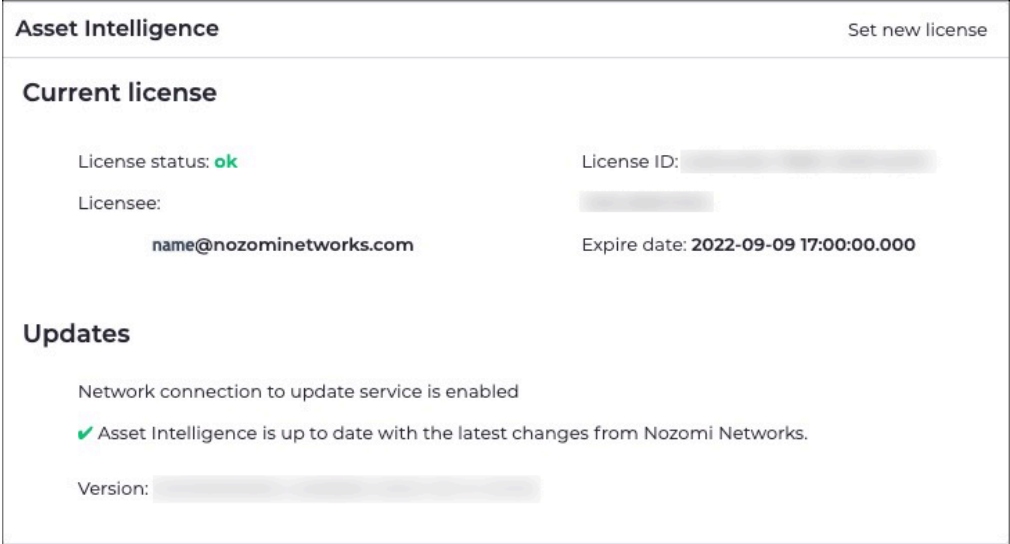 Asset Intelligence
Set new license
Current license
License status: ok
License ID:
Licensee:
name@nozominetworks.com
Expire date: 2022-09-09 17:00:00.000
Updates
Network connection to update service is enabled
✔ Asset Intelligence is up to date with the latest changes from Nozomi Networks.
Version: